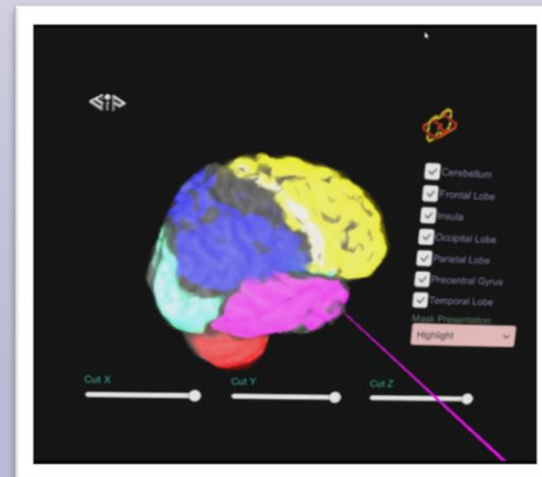 Cerebellum
Frontal Lobe
Insula
Occipital Lobe
Parietal Lobe
Precentral Gyrus
Temporal Lobe
Mask Presentation:
Highlight
Cut X
Cut Y
Cut Z